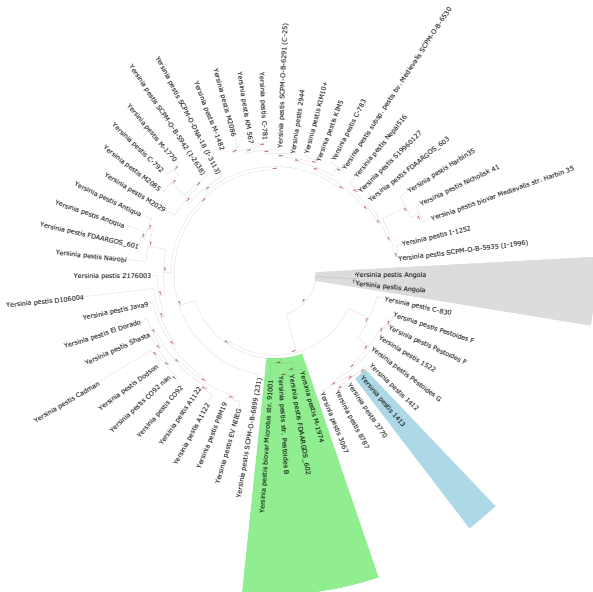 Yersinia pestis subsp. pestis bv. Medievalis SCPM-O-B-6530
Yersinia pestis C-783
Yersinia pestis KIM5
Yersinia pestis KIM10+
Yersinia pestis 2944
Yersinia pestis SCPM-O-B-6291 (C-25)
Yersinia pestis C-781
Yersinia pestis KM 567
Yersinia pestis M2086
Yersinia pestis M-1482
Yersinia pestis SCPM-O-DNA-18 (I-3113)
Yersinia pestis SCPM-O-B-5942 (I-2638)
Yersinia pestis M-1770
Yersinia pestis C-792
Yersinia pestis M2085
Yersinia pestis M2029
Yersinia pestis Antiqua
Yersinia pestis Antiqua
Yersinia pestis FDAARGOS_601
Yersinia pestis Nairobi
Yersinia pestis Z176003
Yersinia pestis D106004
Yersinia pestis Java9
Yersinia pestis El Dorado
Yersinia pestis Shasta
Yersinia pestis Cadman
Yersinia pestis Dodson
Yersinia pestis CO92 nan
Yersinia pestis CO92
Yersinia pestis A1122
Yersinia pestis A1122
Yersinia pestis PBM19
Yersinia pestis EV NIIEG
Yersinia pestis SCPM-O-B-6899 (231)
Yersinia pestis biovar Microtus str. 91001
Yersinia pestis str. Pestoides B
Yersinia pestis FDAARGOS_602
Yersinia pestis M-1974
Yersinia pestis 3067
Yersinia pestis 8787
Yersinia pestis 3770
Yersinia pestis 1413
Yersinia pestis 1412
Yersinia pestis Pestoides G
Yersinia pestis 1522
Yersinia pestis Pestoides F
Yersinia pestis Pestoides F
Yersinia pestis C-830
Yersinia pestis Angola
Yersinia pestis Angola
Yersinia pestis SCPM-O-B-5935 (I-1996)
Yersinia pestis I-1252
Yersinia pestis biovar Medievalis str. Harbin 35
Yersinia pestis Nicholisk 41
Yersinia pestis Harbin35
Yersinia pestis FDAARGOS_603
Yersinia pestis S19960127
Yersinia pestis Nepal516